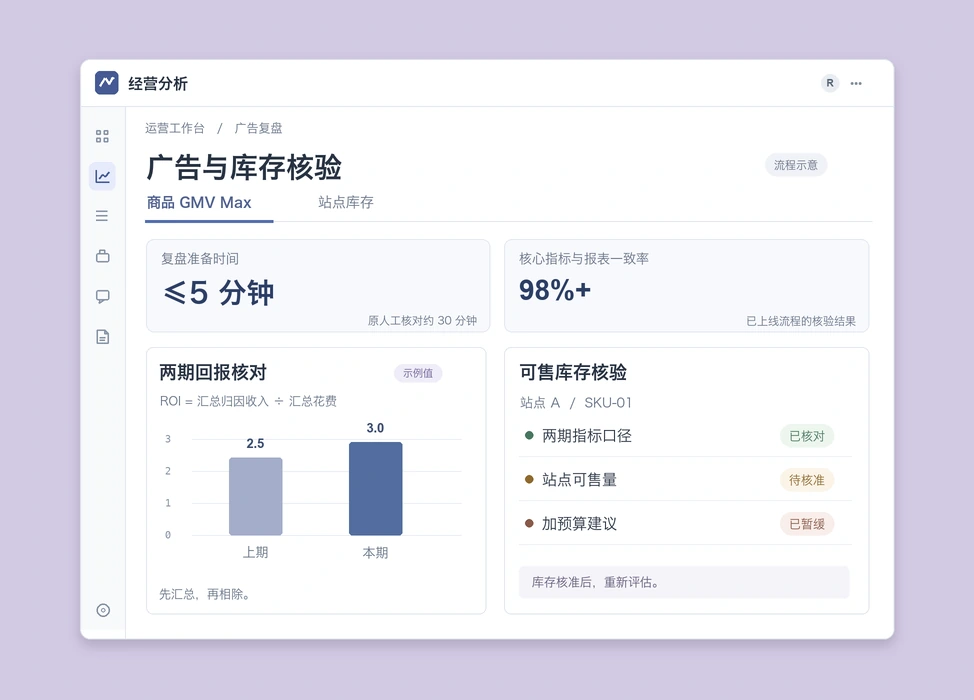 经营分析
R
运营工作台 / 广告复盘
广告与库存核验
流程示意
商品 GMV Max
站点库存
复盘准备时间
≤5 分钟
原人工核对约 30 分钟
核心指标与报表一致率
98%+
已上线流程的核验结果
两期回报核对
示例值
ROI = 汇总归因收入 ÷ 汇总花费
3
2
1
0
2.5
3.0
上期
本期
先汇总，再相除。
可售库存核验
站点 A / SKU-01
两期指标口径
已核对
站点可售量
待核准
加预算建议
已暂缓
库存核准后，重新评估。